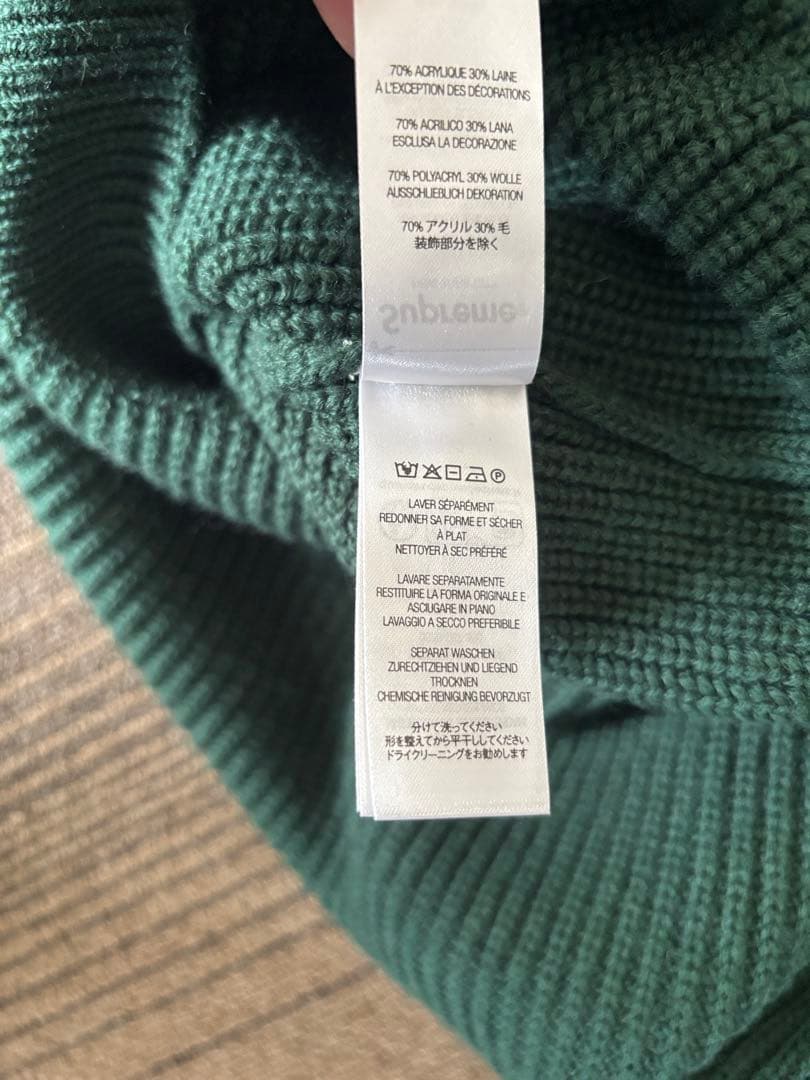 70% ACRYLIQUE 30% LAINE
À L'EXCEPTION DES DÉCORATIONS
70% ACRILICO 30% LANA
ESCLUSA LA DECORAZIONE
70% POLYACRYL 30% WOLLE
AUSSCHLIEßLICH DEKORATION
70% アクリル 30% 毛
装飾部分を除く
Supreme
P
LAVER SÉPARÉMENT
REDONNER SA FORME ET SÉCHER
À PLAT
NETTOYER À SEC PRÉFÉRÉ
LAVARE SEPARATAMENTE
RESTITUIRE LA FORMA ORIGINALE E
ASCIUGARE IN PIANO
LAVAGGIO A SECCO PREFERIBILE
SEPARAT WASCHEN
ZURECHTZIEHEN UND LIEGEND
TROCKNEN
CHEMISCHE REINIGUNG BEVORZUGT
分けて洗ってください
形を整えてから平干ししてください
ドライクリーニングをお勧めします